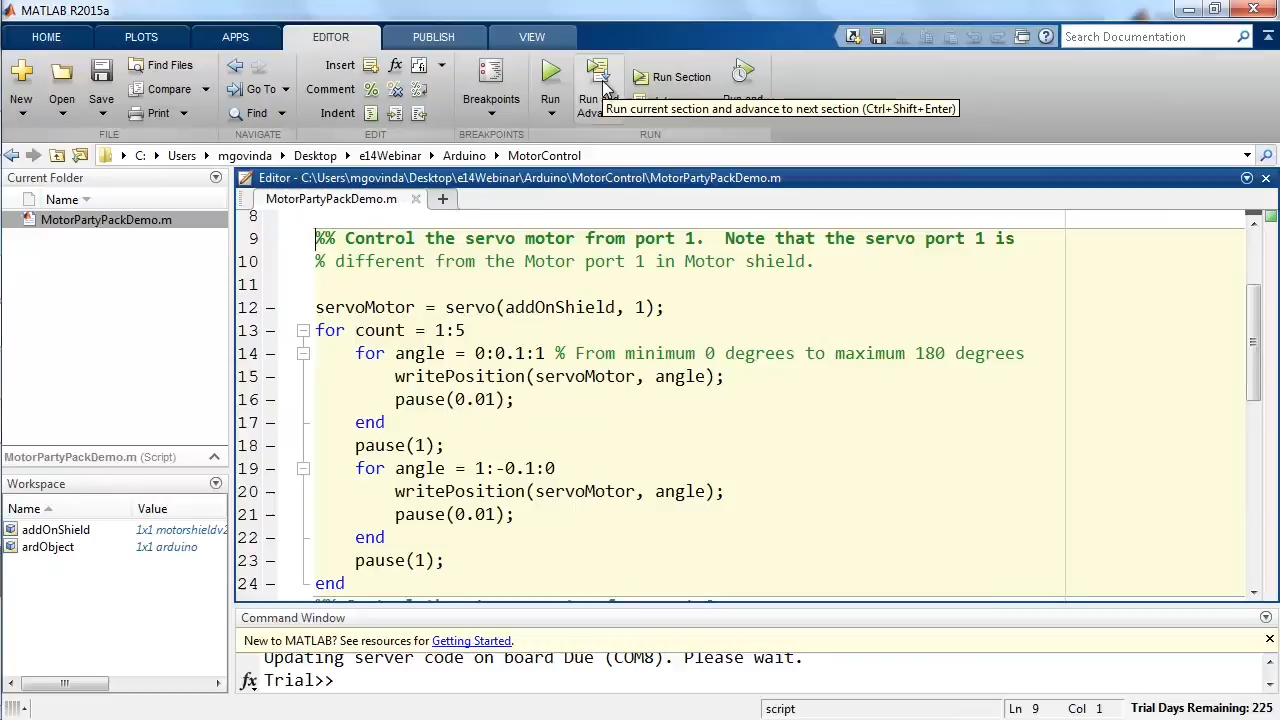 MATLAB R2015a
HOME PLOTS APPS EDITOR PUBLISH VIEW
Search Documentation
New Open Save Find Files Compare Print
Go To Find
Insert Comment Indent
fx
Breakpoints
Run
Run Section
FILE NAVIGATE EDIT BREAKPOINTS RUN
Run current section and advance to next section (Ctrl+Shift+Enter)
C: Users mgovinda Desktop e14Webinar Arduino MotorControl
Current Folder
Name
MotorPartyPackDemo.m
MotorPartyPackDemo.m (Script)
Workspace
Name Value
addOnShield 1x1 motorshieldv2
ardObject 1x1 arduino
Editor - C:\Users\mgovinda\Desktop\e14Webinar\Arduino\MotorControl\MotorPartyPackDemo.m
MotorPartyPackDemo.m
8
9 %% Control the servo motor from port 1. Note that the servo port 1 is
10 % different from the Motor port 1 in Motor shield.
11
12 – servoMotor = servo(addOnShield, 1);
13 – for count = 1:5
14 – for angle = 0:0.1:1 % From minimum 0 degrees to maximum 180 degrees
15 – writePosition(servoMotor, angle);
16 – pause(0.01);
17 – end
18 – pause(1);
19 – for angle = 1:-0.1:0
20 – writePosition(servoMotor, angle);
21 – pause(0.01);
22 – end
23 – pause(1);
24 – end
Command Window
New to MATLAB? See resources for Getting Started.
Updating server code on board Due (COM8). Please wait.
fx Trial>>
script Ln 9 Col 1 Trial Days Remaining: 225